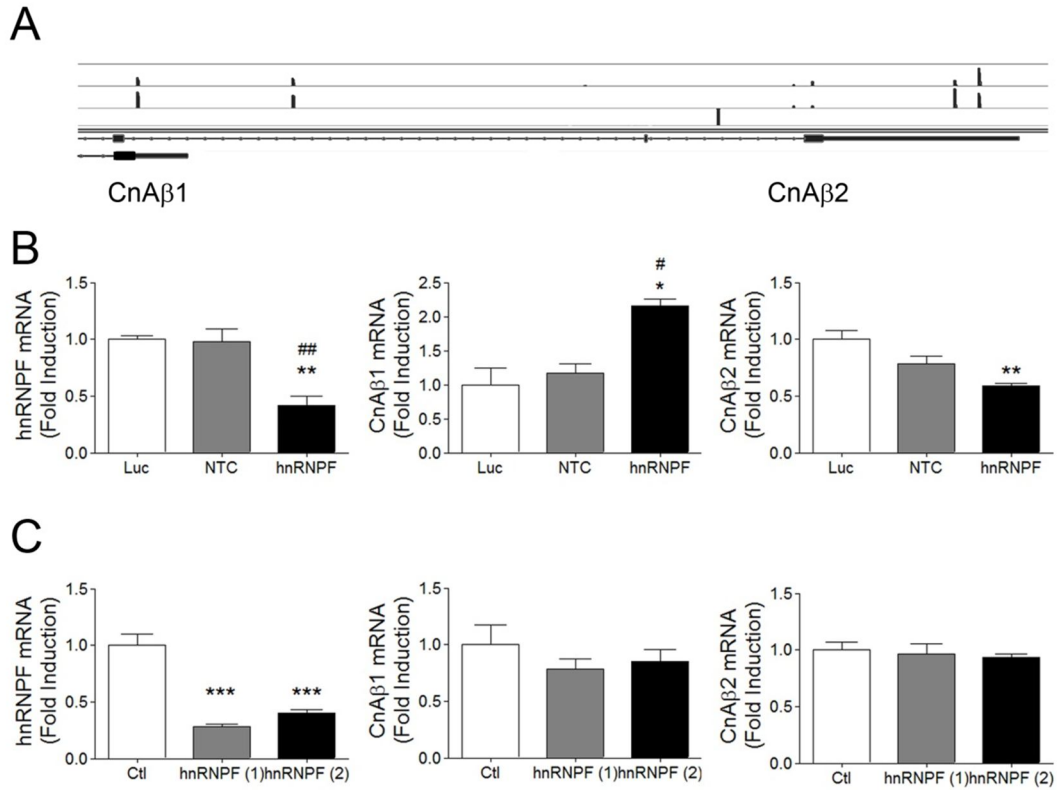 A
CnAβ1 CnAβ2
B
hnRNPF mRNA
(Fold Induction)
1.5
1.0
0.5
0.0
##
**
Luc NTC hnRNPF
CnAβ1 mRNA
(Fold Induction)
2.5
2.0
1.5
1.0
0.5
0.0
#
*
Luc NTC hnRNPF
CnAβ2 mRNA
(Fold Induction)
1.5
1.0
0.5
0.0
**
Luc NTC hnRNPF
C
hnRNPF mRNA
(Fold Induction)
1.5
1.0
0.5
0.0
*** ***
Ctl hnRNPF (1) hnRNPF (2)
CnAβ1 mRNA
(Fold Induction)
1.5
1.0
0.5
0.0
Ctl hnRNPF (1) hnRNPF (2)
CnAβ2 mRNA
(Fold Induction)
1.5
1.0
0.5
0.0
Ctl hnRNPF (1) hnRNPF (2)